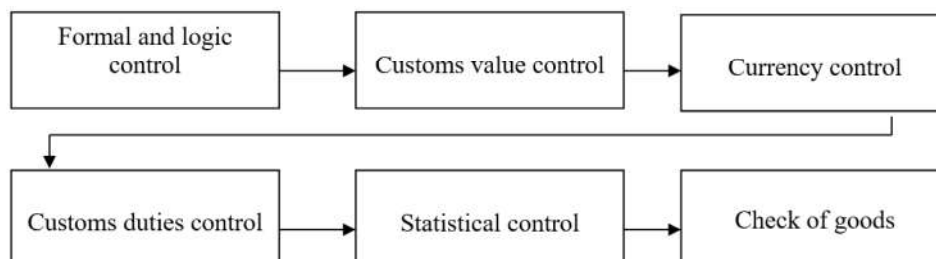 Formal and logic
control
Customs value control
Currency control
Customs duties control
Statistical control
Check of goods